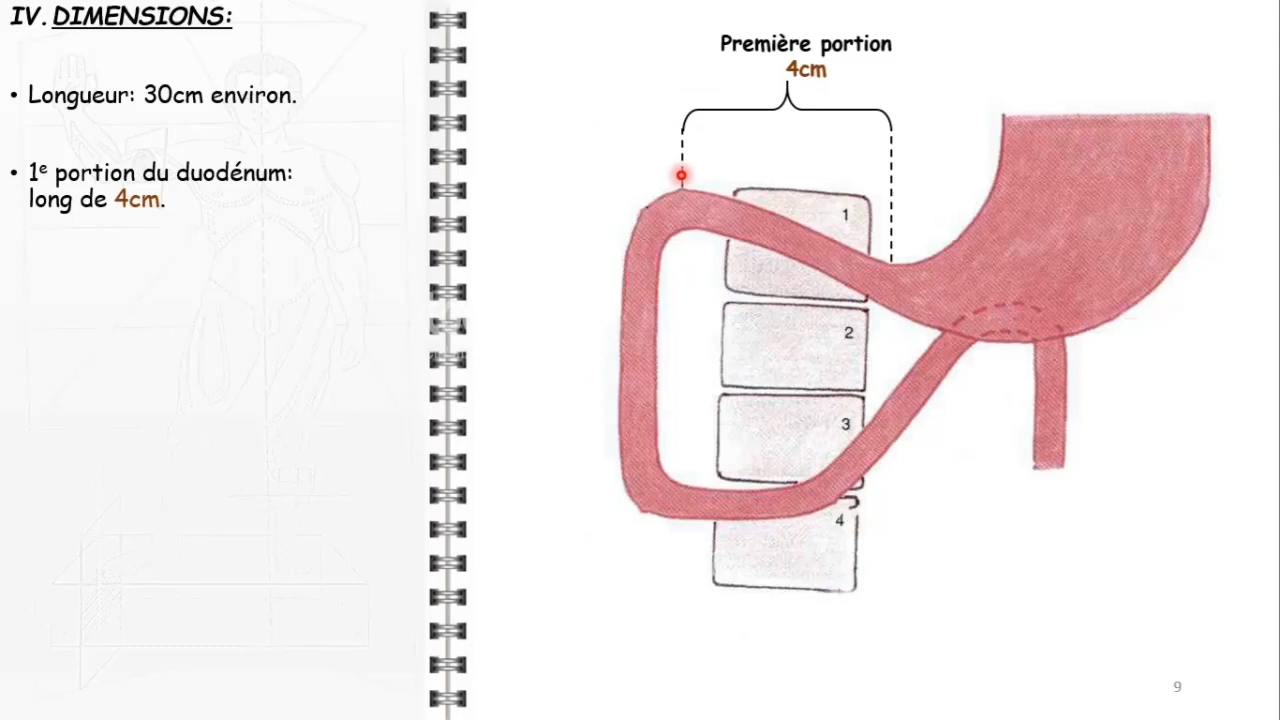 IV. DIMENSIONS:
• Longueur: 30cm environ.
• 1e portion du duodénum:
long de 4cm.
Première portion
4cm
1
2
3
4
9